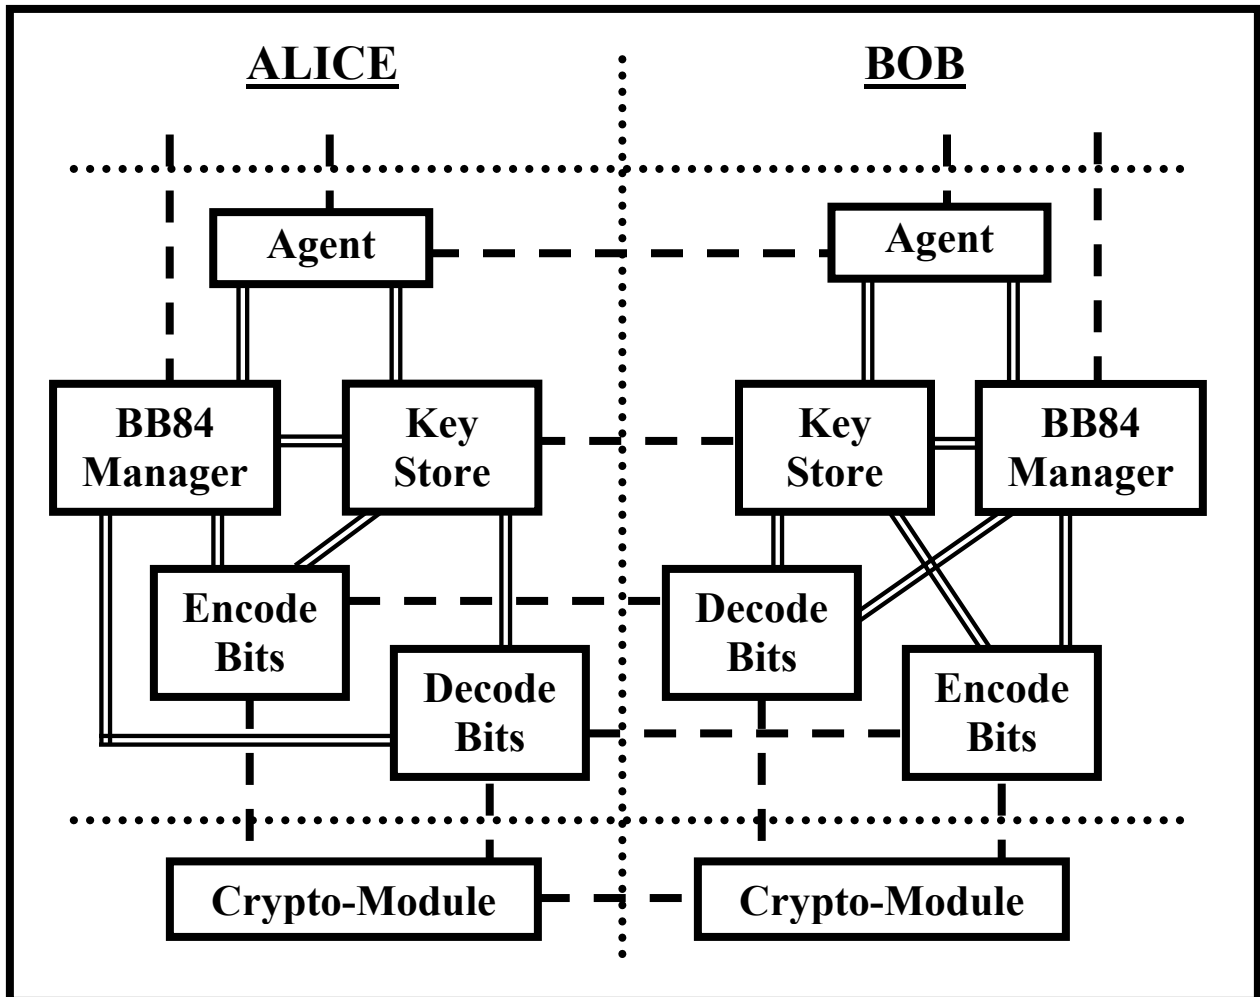 ALICE
BOB
Agent
Agent
BB84
Manager
Key
Store
Key
Store
BB84
Manager
Encode
Bits
Decode
Bits
Decode
Bits
Encode
Bits
Crypto-Module
Crypto-Module